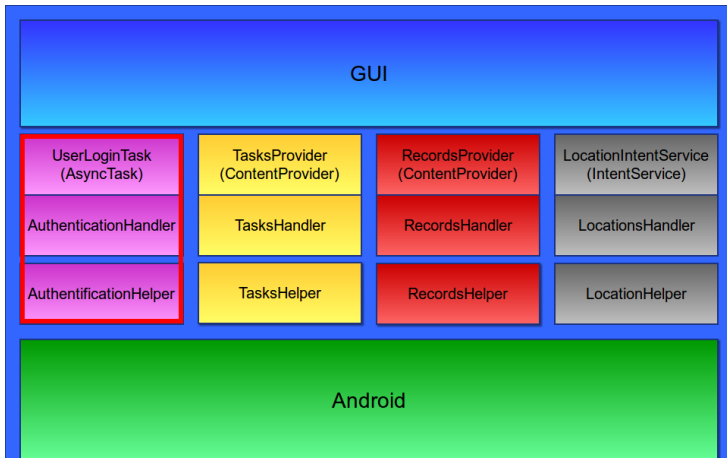 GUI
UserLoginTask
(AsyncTask)
TasksProvider
(ContentProvider)
RecordsProvider
(ContentProvider)
LocationIntentService
(IntentService)
AuthenticationHandler
TasksHandler
RecordsHandler
LocationsHandler
AuthentificationHelper
TasksHelper
RecordsHelper
LocationHelper
Android